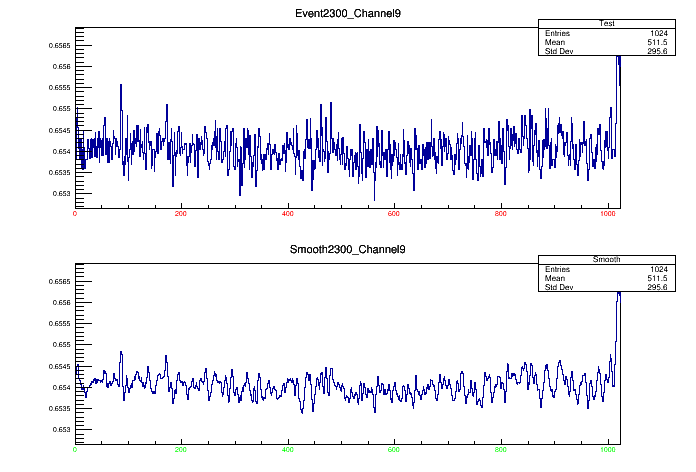 Event2300_Channel9
Test
Entries 1024
Mean 511.5
Std Dev 295.6
0.6565
0.656
0.6555
0.655
0.6545
0.654
0.6535
0.653
0 200 400 600 800 1000
Smooth2300_Channel9
Smooth
Entries 1024
Mean 511.5
Std Dev 295.6
0.6565
0.656
0.6555
0.655
0.6545
0.654
0.6535
0.653
0 200 400 600 800 1000